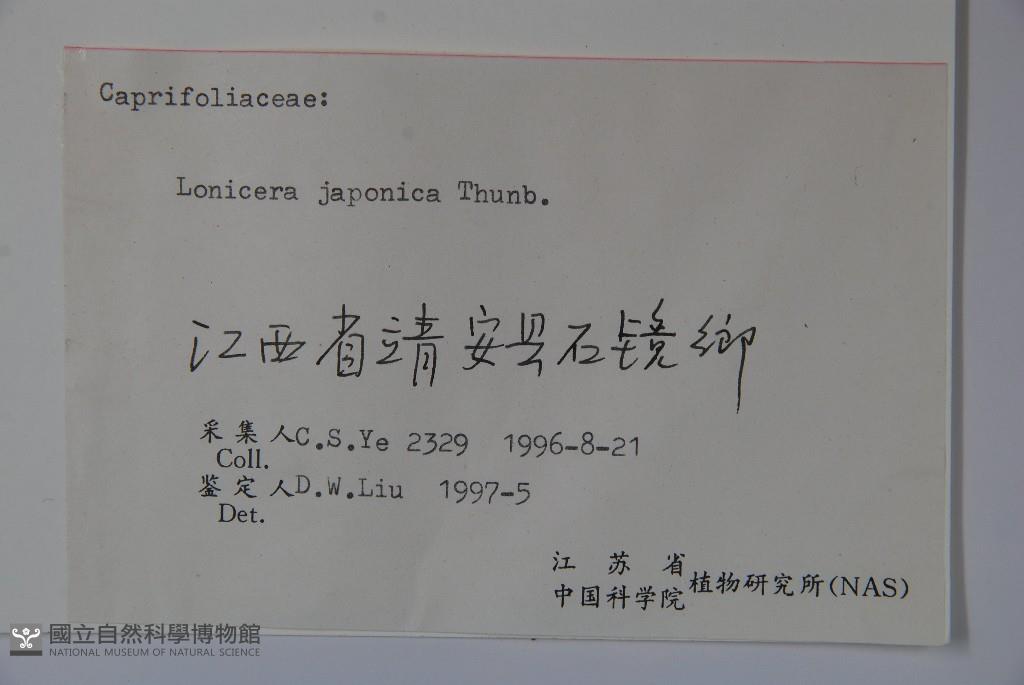 Caprifoliaceae:
Lonicera japonica Thunb.
江西省靖安县石镜鄉
采集人C.S.Ye 2329 1996-8-21
Coll.
鉴定人D.W.Liu 1997-5
Det.
江苏省
中国科学院植物研究所(NAS)
國立自然科學博物館
NATIONAL MUSEUM OF NATURAL SCIENCE